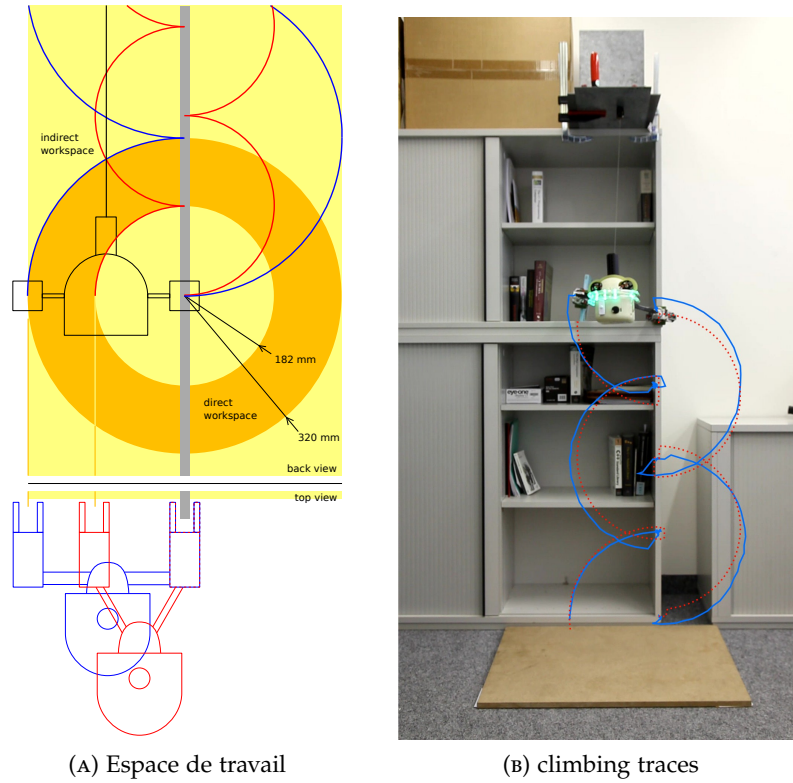 indirect
workspace
182 mm
direct
workspace
320 mm
back view
top view
eye-one
(A) Espace de travail
(B) climbing traces